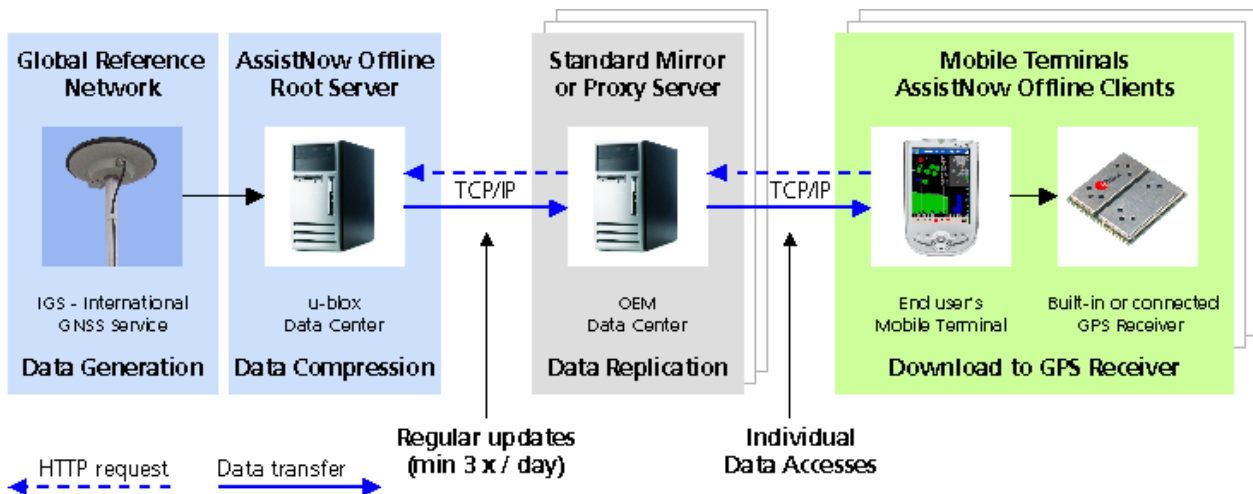 Global Reference
Network
IGS - International
GNSS Service
Data Generation
AssistNow Offline
Root Server
u-blox
Data Center
Data Compression
TCP/IP
Regular updates
(min 3 x / day)
Standard Mirror
or Proxy Server
OEM
Data Center
Data Replication
TCP/IP
Individual
Data Accesses
Mobile Terminals
AssistNow Offline Clients
End user's
Mobile Terminal
Built-in or connected
GPS Receiver
Download to GPS Receiver
HTTP request
Data transfer